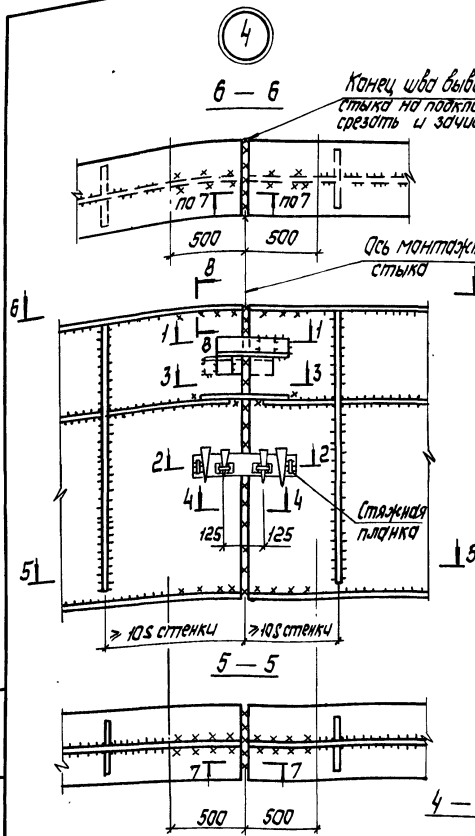 4
6 — 6
Конец шва выв
стыка на подкл
срезать и зачи
по 7
по 7
500
500
Ось монтажн
стыка
8
6
1
8
1
3
3
2
2
4
4
Стяжная
планка
125
125
5
5
≥ 10S стенки
≥10S стенки
5 — 5
7
7
500
500
4 —